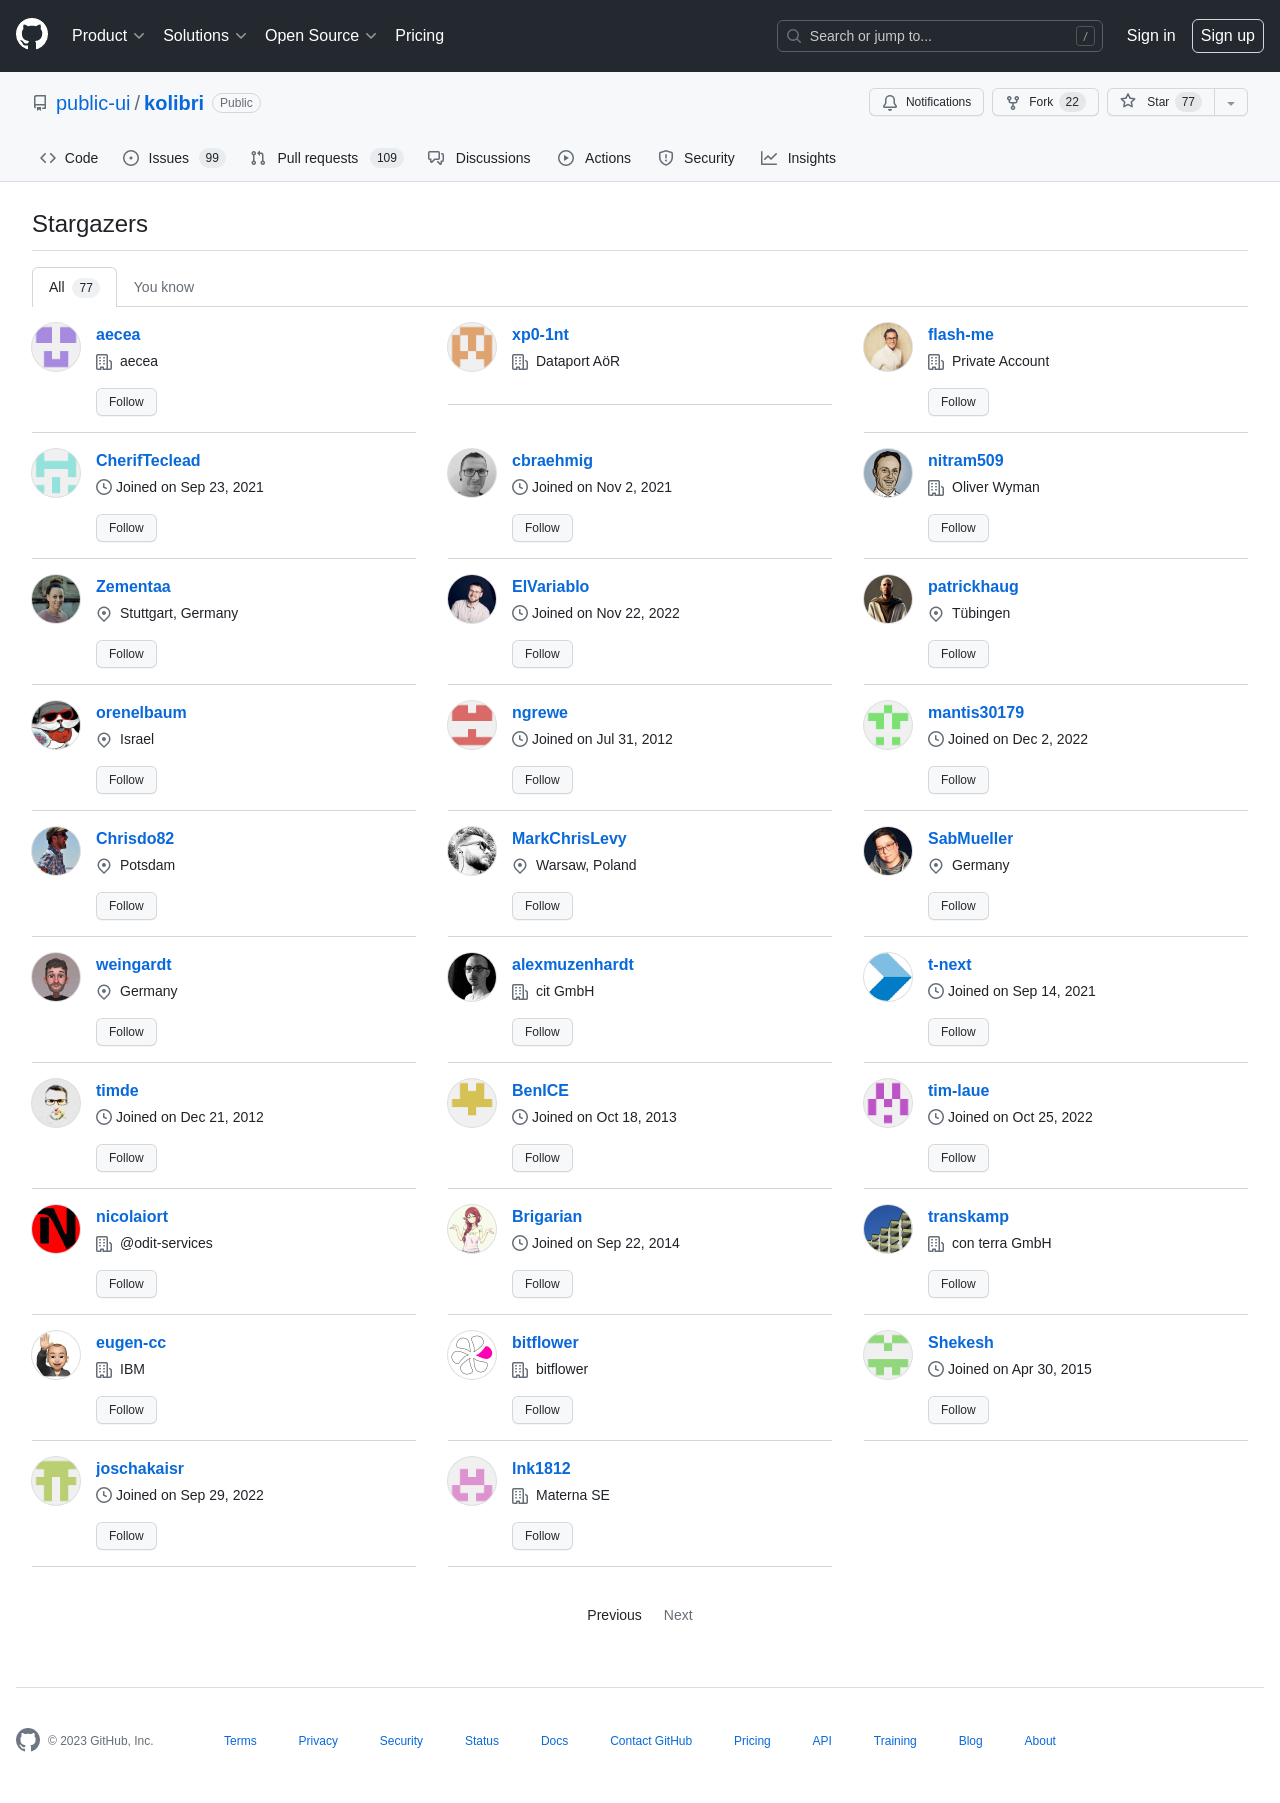 Product Solutions Open Source Pricing Search or jump to... / Sign in Sign up
public-ui / kolibri Public Notifications Fork 22 Star 77
Code Issues 99 Pull requests 109 Discussions Actions Security Insights
Stargazers
All 77 You know
aecea xp0-1nt flash-me
aecea Dataport AöR Private Account
Follow Follow
CherifTeclead cbraehmig nitram509
Joined on Sep 23, 2021 Joined on Nov 2, 2021 Oliver Wyman
Follow Follow Follow
Zementaa ElVariablo patrickhaug
Stuttgart, Germany Joined on Nov 22, 2022 Tübingen
Follow Follow Follow
orenelbaum ngrewe mantis30179
Israel Joined on Jul 31, 2012 Joined on Dec 2, 2022
Follow Follow Follow
Chrisdo82 MarkChrisLevy SabMueller
Potsdam Warsaw, Poland Germany
Follow Follow Follow
weingardt alexmuzenhardt t-next
Germany cit GmbH Joined on Sep 14, 2021
Follow Follow Follow
timde BenICE tim-laue
Joined on Dec 21, 2012 Joined on Oct 18, 2013 Joined on Oct 25, 2022
Follow Follow Follow
nicolaiort Brigarian transkamp
@odit-services Joined on Sep 22, 2014 con terra GmbH
Follow Follow Follow
eugen-cc bitflower Shekesh
IBM bitflower Joined on Apr 30, 2015
Follow Follow Follow
joschakaisr lnk1812
Joined on Sep 29, 2022 Materna SE
Follow Follow
Previous Next
© 2023 GitHub, Inc. Terms Privacy Security Status Docs Contact GitHub Pricing API Training Blog About